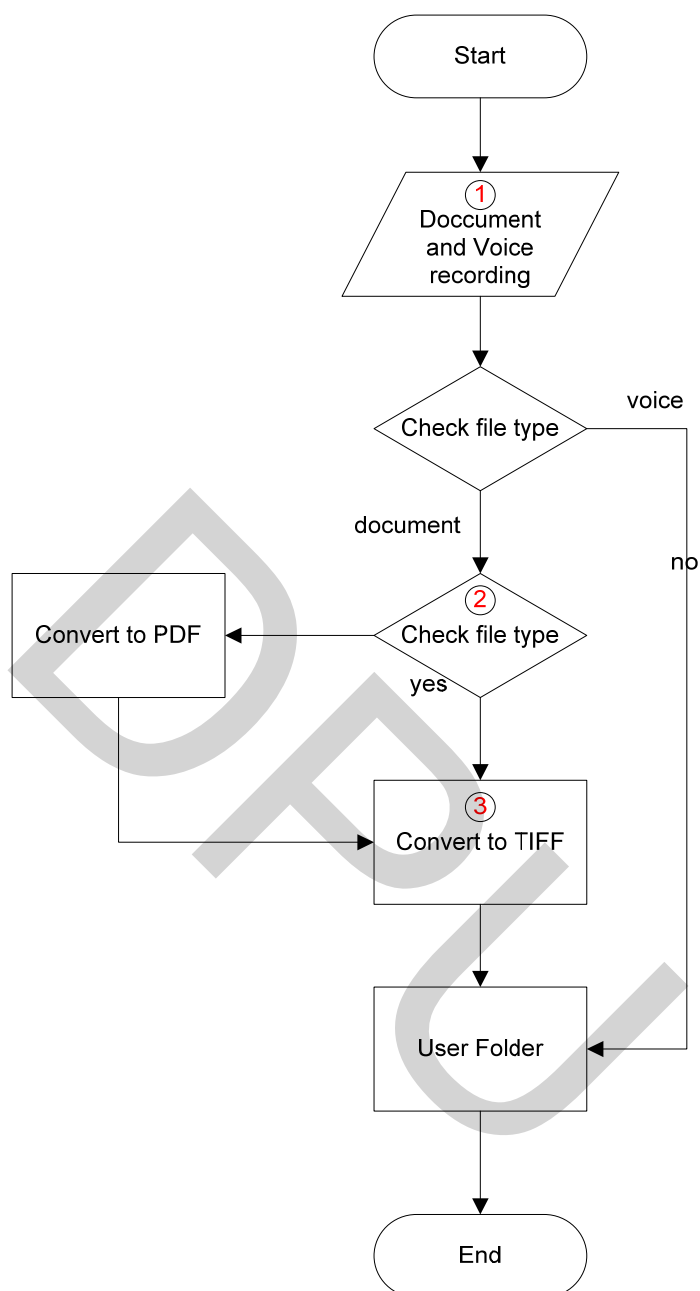 Start
1
Doccument
and Voice
recording
Check file type
voice
document
no
2
Check file type
Convert to PDF
yes
3
Convert to TIFF
User Folder
End
DPU